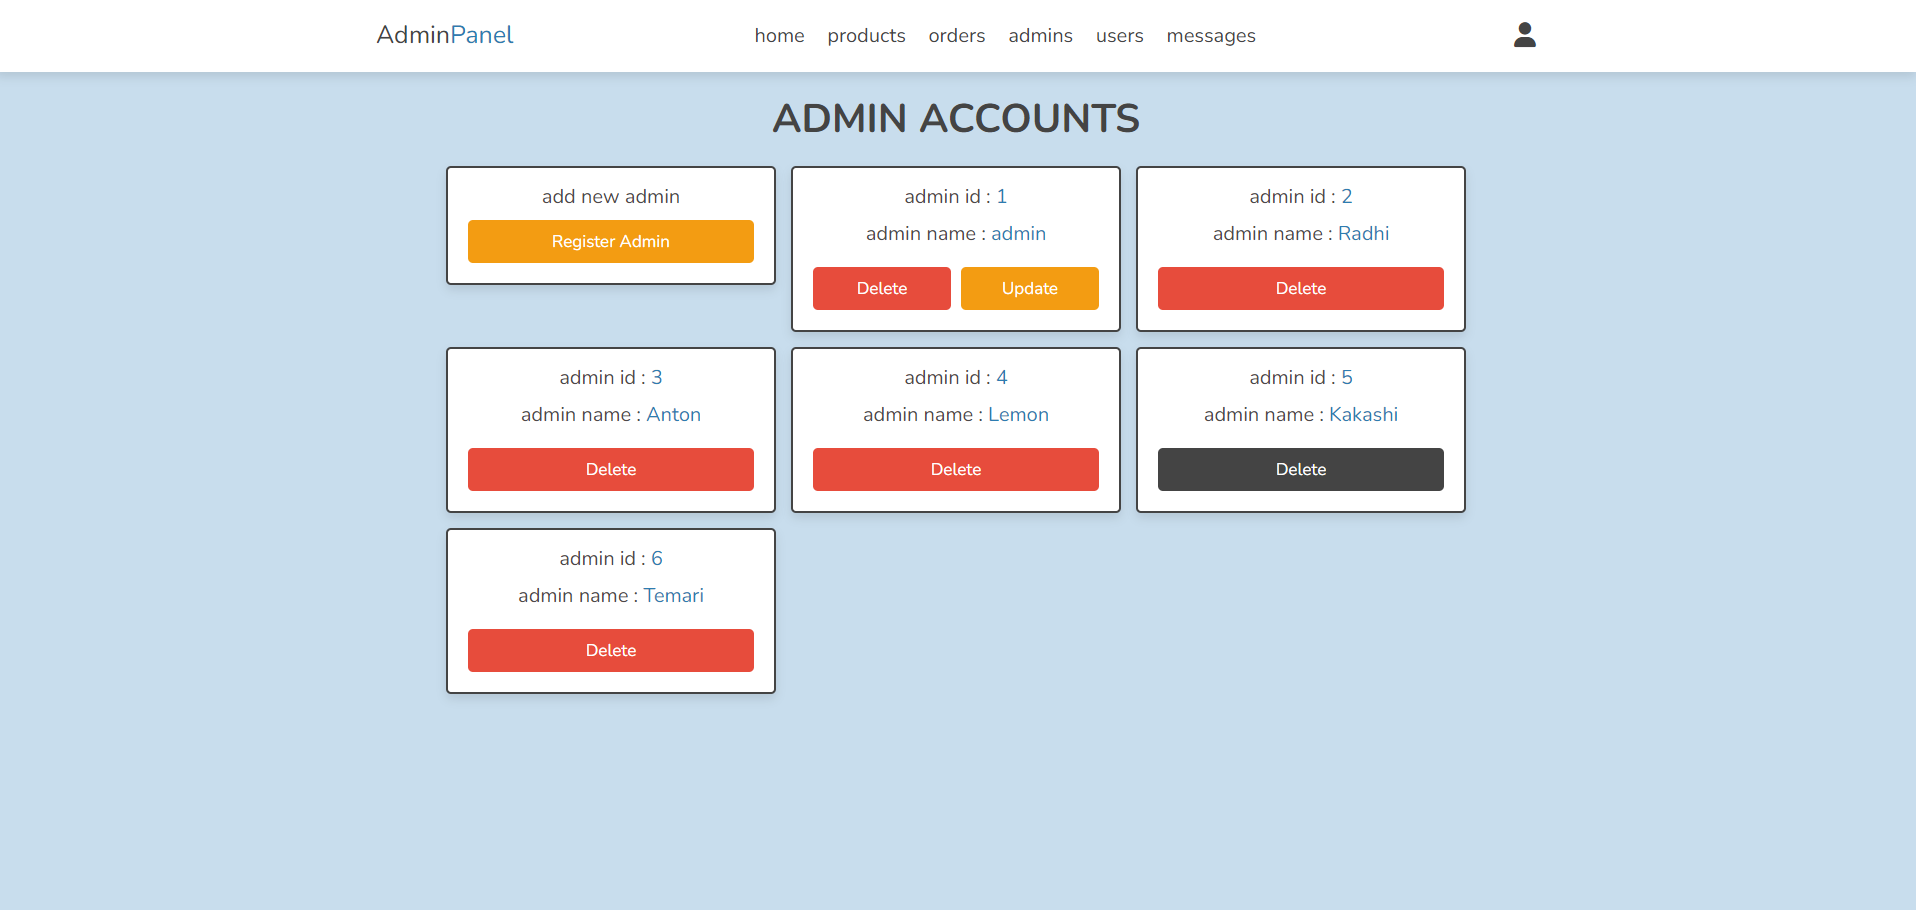 AdminPanel
home products orders admins users messages
ADMIN ACCOUNTS
add new admin
Register Admin
admin id : 1
admin name : admin
Delete Update
admin id : 2
admin name : Radhi
Delete
admin id : 3
admin name : Anton
Delete
admin id : 4
admin name : Lemon
Delete
admin id : 5
admin name : Kakashi
Delete
admin id : 6
admin name : Temari
Delete